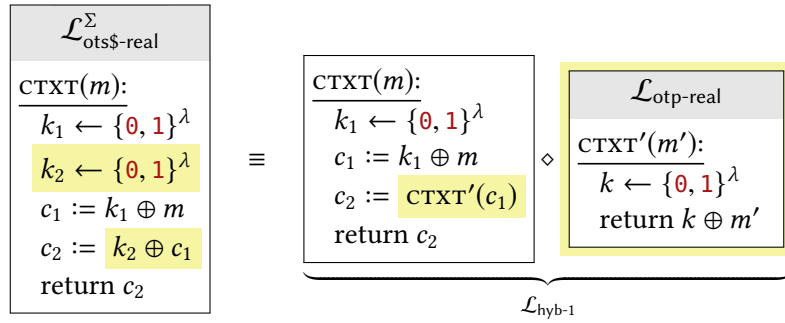 𝓛^Σ_ots$-real
CTXT(m):
k₁ ← {0, 1}^λ
k₂ ← {0, 1}^λ
c₁ := k₁ ⊕ m
c₂ := k₂ ⊕ c₁
return c₂
≡
CTXT(m):
k₁ ← {0, 1}^λ
c₁ := k₁ ⊕ m
c₂ := CTXT′(c₁)
return c₂
⋄
𝓛_otp-real
CTXT′(m′):
k ← {0, 1}^λ
return k ⊕ m′
𝓛_hyb-1